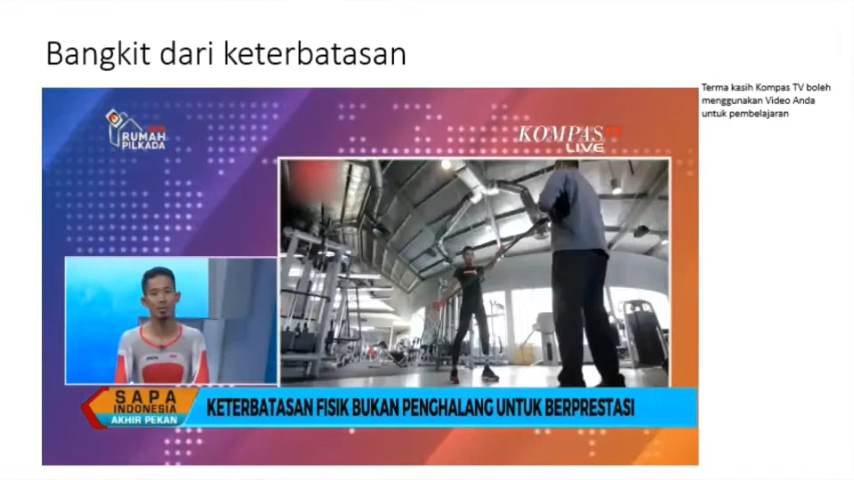 Bangkit dari keterbatasan
Terma kasih Kompas TV boleh
menggunakan Video Anda
untuk pembelajaran
RUMAH
PILKADA
KOMPAS TV
LIVE
SAPA
INDONESIA
AKHIR PEKAN
KETERBATASAN FISIK BUKAN PENGHALANG UNTUK BERPRESTASI